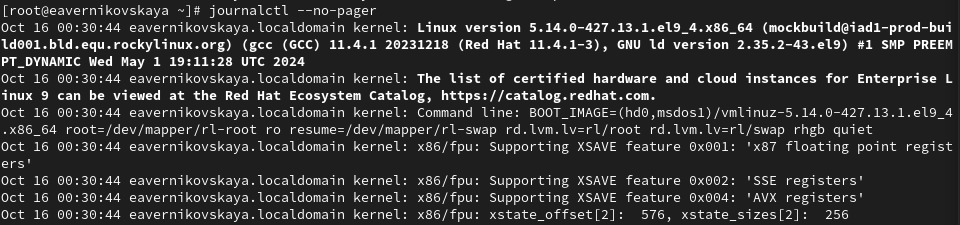 [root@eavernikovskaya ~]# journalctl --no-pager
Oct 16 00:30:44 eavernikovskaya.localdomain kernel: Linux version 5.14.0-427.13.1.el9_4.x86_64 (mockbuild@iad1-prod-bui
ld001.bld.equ.rockylinux.org) (gcc (GCC) 11.4.1 20231218 (Red Hat 11.4.1-3), GNU ld version 2.35.2-43.el9) #1 SMP PREEM
PT_DYNAMIC Wed May 1 19:11:28 UTC 2024
Oct 16 00:30:44 eavernikovskaya.localdomain kernel: The list of certified hardware and cloud instances for Enterprise L
inux 9 can be viewed at the Red Hat Ecosystem Catalog, https://catalog.redhat.com.
Oct 16 00:30:44 eavernikovskaya.localdomain kernel: Command line: BOOT_IMAGE=(hd0,msdos1)/vmlinuz-5.14.0-427.13.1.el9_4
.x86_64 root=/dev/mapper/rl-root ro resume=/dev/mapper/rl-swap rd.lvm.lv=rl/root rd.lvm.lv=rl/swap rhgb quiet
Oct 16 00:30:44 eavernikovskaya.localdomain kernel: x86/fpu: Supporting XSAVE feature 0x001: 'x87 floating point regist
ers'
Oct 16 00:30:44 eavernikovskaya.localdomain kernel: x86/fpu: Supporting XSAVE feature 0x002: 'SSE registers'
Oct 16 00:30:44 eavernikovskaya.localdomain kernel: x86/fpu: Supporting XSAVE feature 0x004: 'AVX registers'
Oct 16 00:30:44 eavernikovskaya.localdomain kernel: x86/fpu: xstate_offset[2]:  576, xstate_sizes[2]:  256